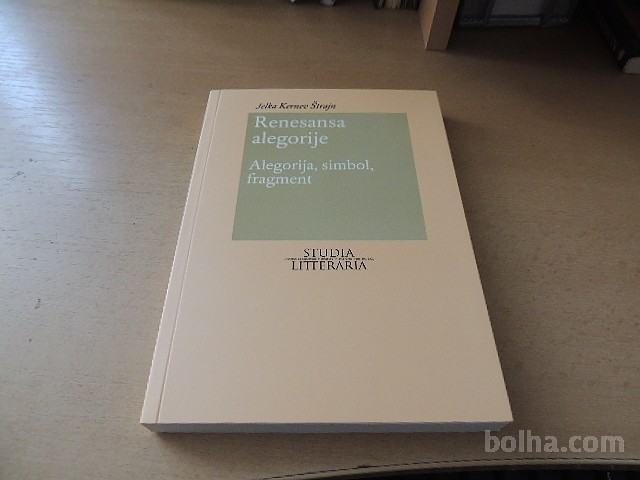 Jelka Kernev Štrajn
Renesansa
alegorije
Alegorija, simbol,
fragment
STUDIA
LITTERARIA
bolha.com